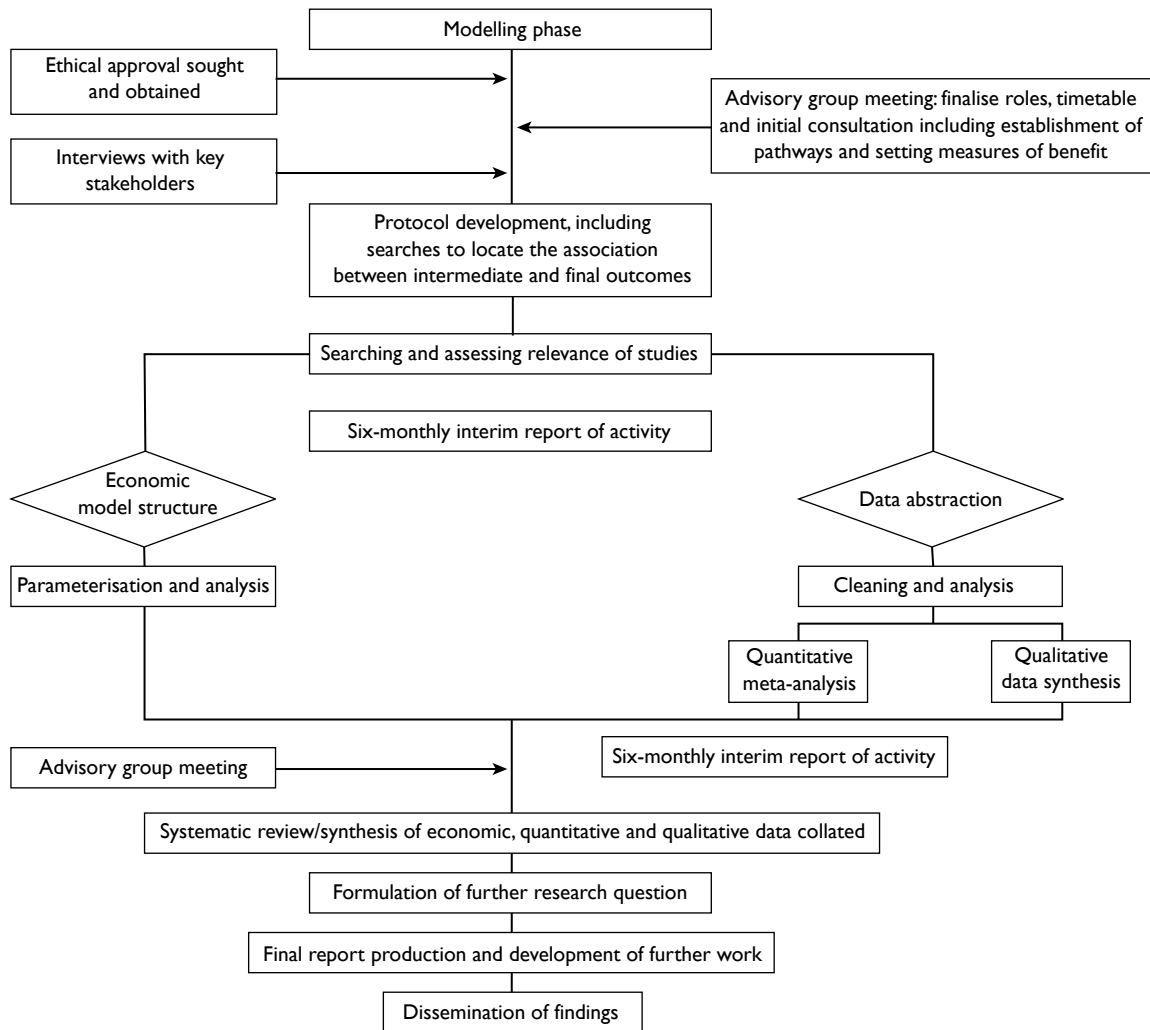 Modelling phase
Ethical approval sought
and obtained
Advisory group meeting: finalise roles, timetable
and initial consultation including establishment of
pathways and setting measures of benefit
Interviews with key
stakeholders
Protocol development, including
searches to locate the association
between intermediate and final outcomes
Searching and assessing relevance of studies
Six-monthly interim report of activity
Economic
model structure
Data abstraction
Parameterisation and analysis
Cleaning and analysis
Quantitative
meta-analysis
Qualitative
data synthesis
Six-monthly interim report of activity
Advisory group meeting
Systematic review/synthesis of economic, quantitative and qualitative data collated
Formulation of further research question
Final report production and development of further work
Dissemination of findings